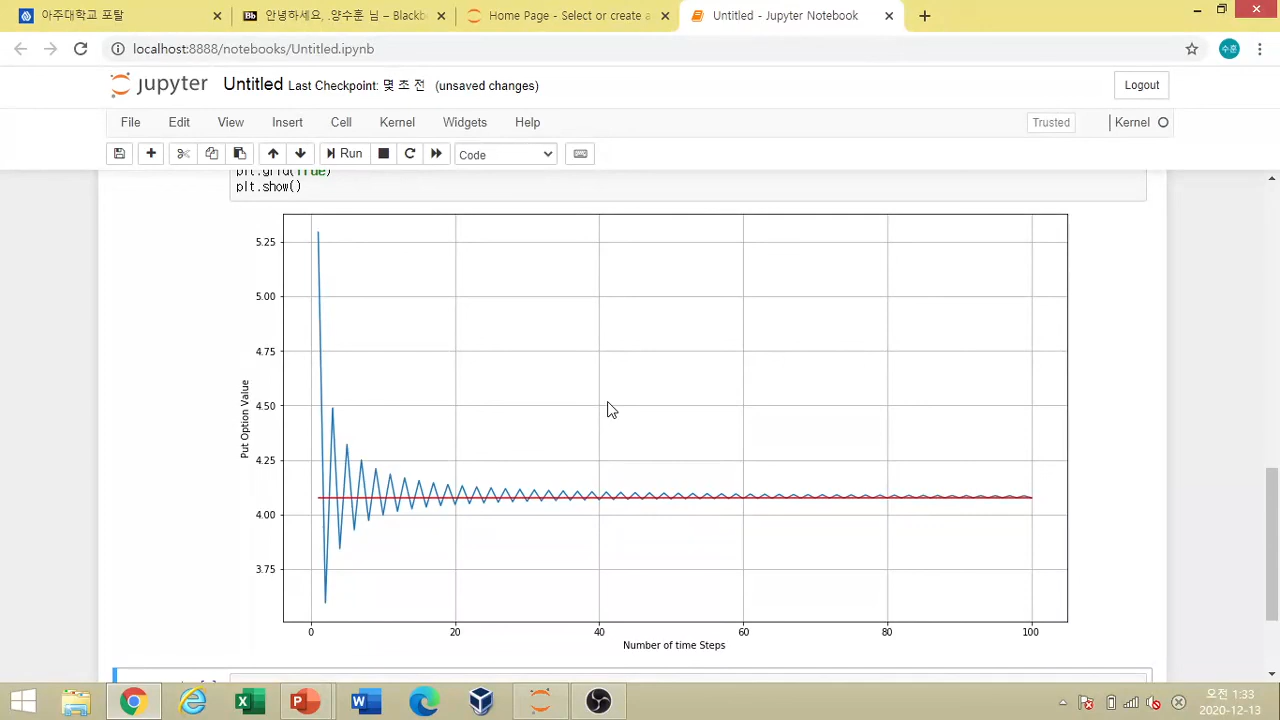 아주대학교 포탈
안녕하세요, .양수훈 님 – Blackb
Home Page - Select or create a
Untitled - Jupyter Notebook
localhost:8888/notebooks/Untitled.ipynb
수훈
jupyter Untitled Last Checkpoint: 몇 초 전 (unsaved changes)
Logout
File Edit View Insert Cell Kernel Widgets Help
Trusted
Kernel
Run
Code
plt.grid(True)
plt.show()
5.25
5.00
4.75
4.50
4.25
4.00
3.75
Put Option Value
0 20 40 60 80 100
Number of time Steps
오전 1:33
2020-12-13